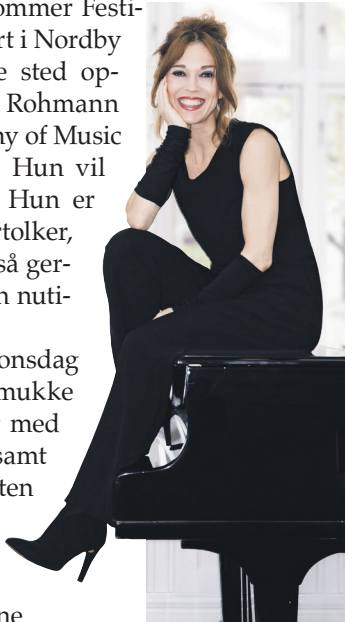 ommer Festi-
rt i Nordby
e sted op-
Rohmann
ny of Music
Hun vil
Hun er
tolker,
så ger-
n nuti-
onsdag
mukke
med
samt
ten
ne